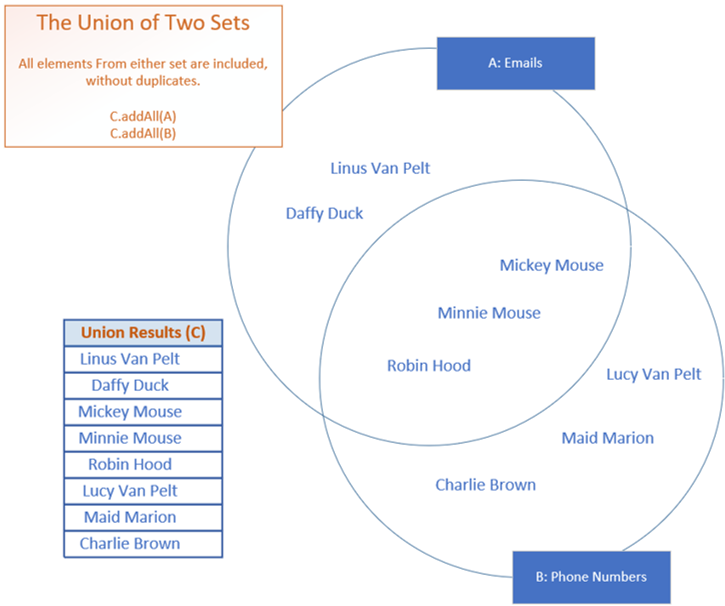 The Union of Two Sets
All elements From either set are included,
without duplicates.
C.addAll(A)
C.addAll(B)
A: Emails
Linus Van Pelt
Daffy Duck
Mickey Mouse
Minnie Mouse
Robin Hood
Lucy Van Pelt
Maid Marion
Charlie Brown
B: Phone Numbers
Union Results (C)
Linus Van Pelt
Daffy Duck
Mickey Mouse
Minnie Mouse
Robin Hood
Lucy Van Pelt
Maid Marion
Charlie Brown